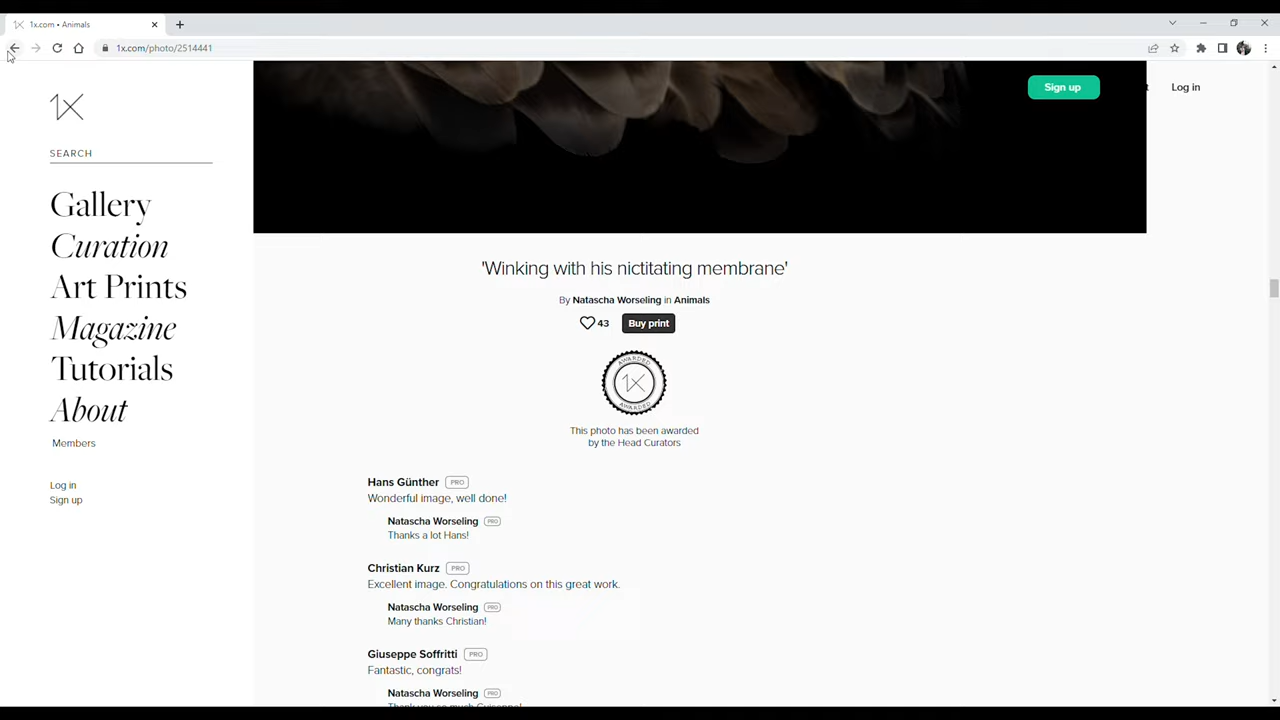 1x.com • Animals
1x.com/photo/2514441
Sign up
Log in
1X
SEARCH
Gallery
Curation
Art Prints
Magazine
Tutorials
About
Members
Log in
Sign up
'Winking with his nictitating membrane'
By Natascha Worseling in Animals
43
Buy print
AWARDED
1X
AWARDED
This photo has been awarded
by the Head Curators
Hans Günther PRO
Wonderful image, well done!
Natascha Worseling PRO
Thanks a lot Hans!
Christian Kurz PRO
Excellent image. Congratulations on this great work.
Natascha Worseling PRO
Many thanks Christian!
Giuseppe Soffritti PRO
Fantastic, congrats!
Natascha Worseling PRO